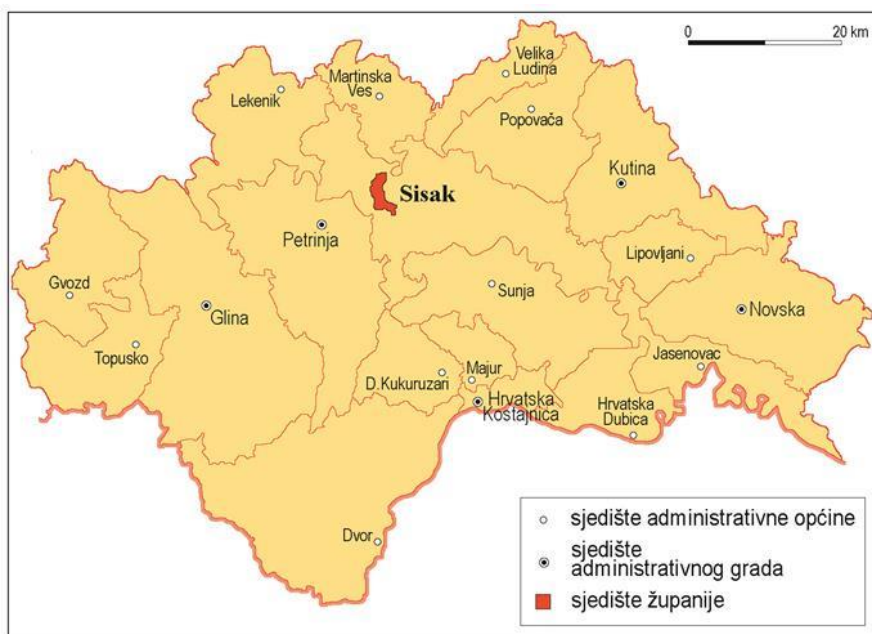 0 20 km
Velika
Ludina
Martinska
Ves
Lekenik
Popovača
Kutina
Sisak
Petrinja
Lipovljani
Gvozd
Sunja
Glina
Novska
Topusko
Jasenovac
Majur
D. Kukuruzari
Hrvatska
Kostajnica
Hrvatska
Dubica
Dvor
sjedište administrativne općine
sjedište
administrativnog grada
sjedište županije